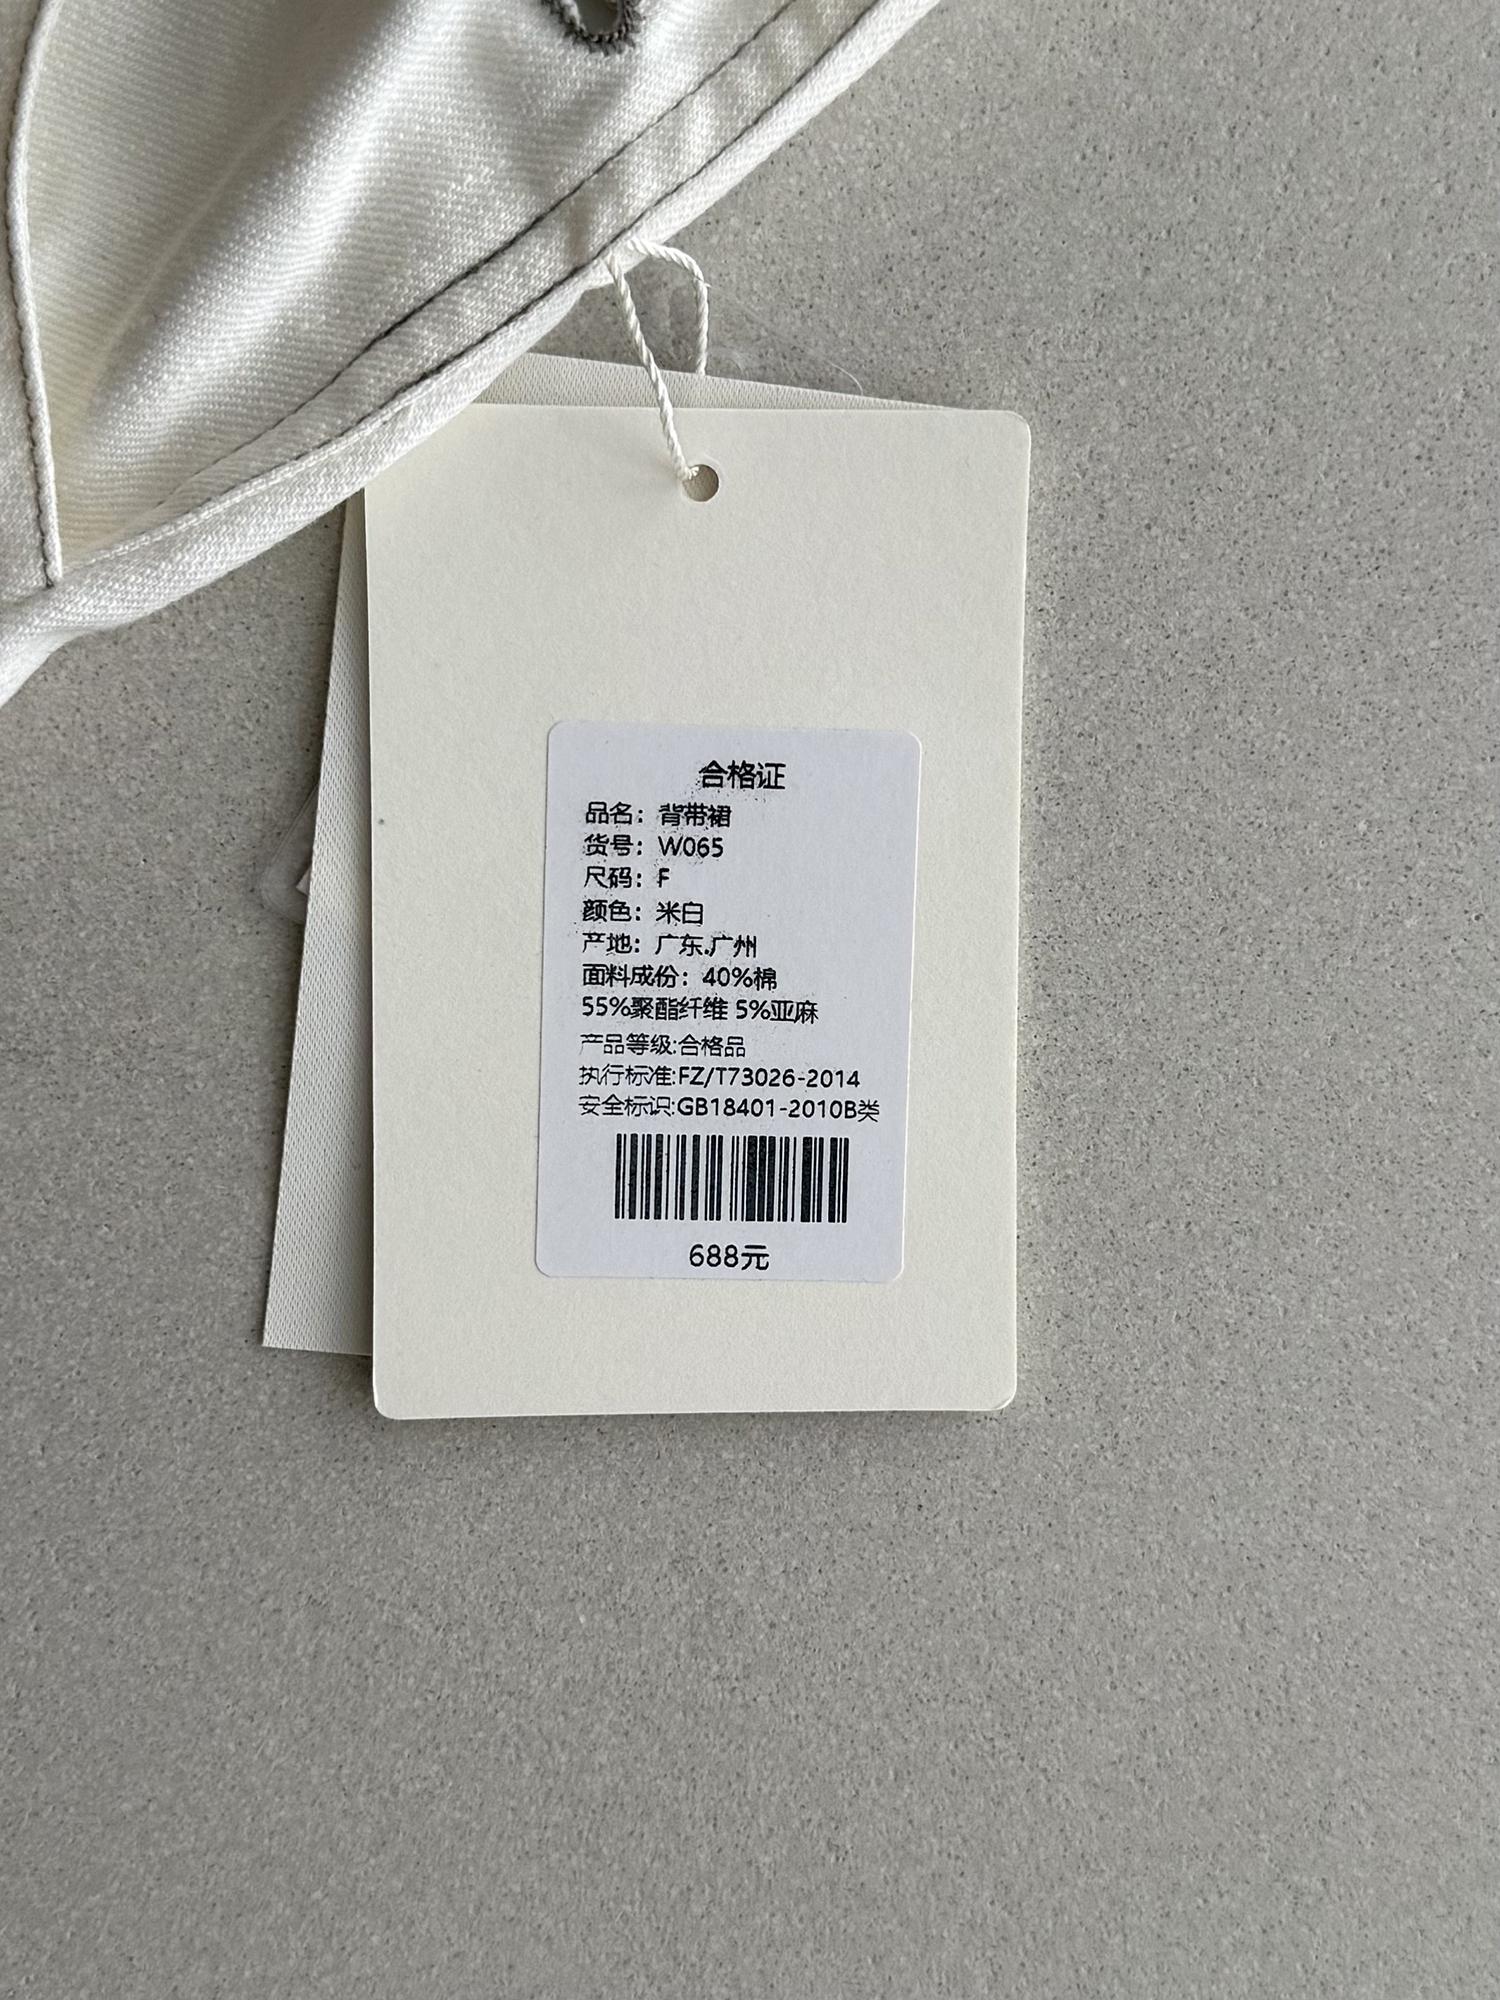 合格证
品名：背带裙
货号：W065
尺码：F
颜色：米白
产地：广东.广州
面料成份：40%棉
55%聚酯纤维 5%亚麻
产品等级:合格品
执行标准:FZ/T73026-2014
安全标识:GB18401-2010B类
688元